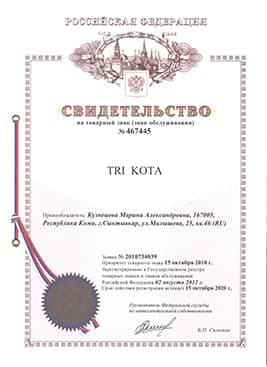 РОССИЙСКАЯ ФЕДЕРАЦИЯ
СВИДЕТЕЛЬСТВО
на товарный знак (знак обслуживания)
№ 467445
TRI KOTA
Правообладатель: Кузнецова Марина Александровна, 167003,
Республика Коми, г.Сыктывкар, ул.Малышева, 25, кв.46 (RU)
Заявка № 2010734039
Приоритет товарного знака 15 октября 2010 г.
Зарегистрировано в Государственном реестре
товарных знаков и знаков обслуживания
Российской Федерации 02 августа 2012 г.
Срок действия регистрации истекает 15 октября 2020 г.
Руководитель Федеральной службы
по интеллектуальной собственности
Б.П. Симонов